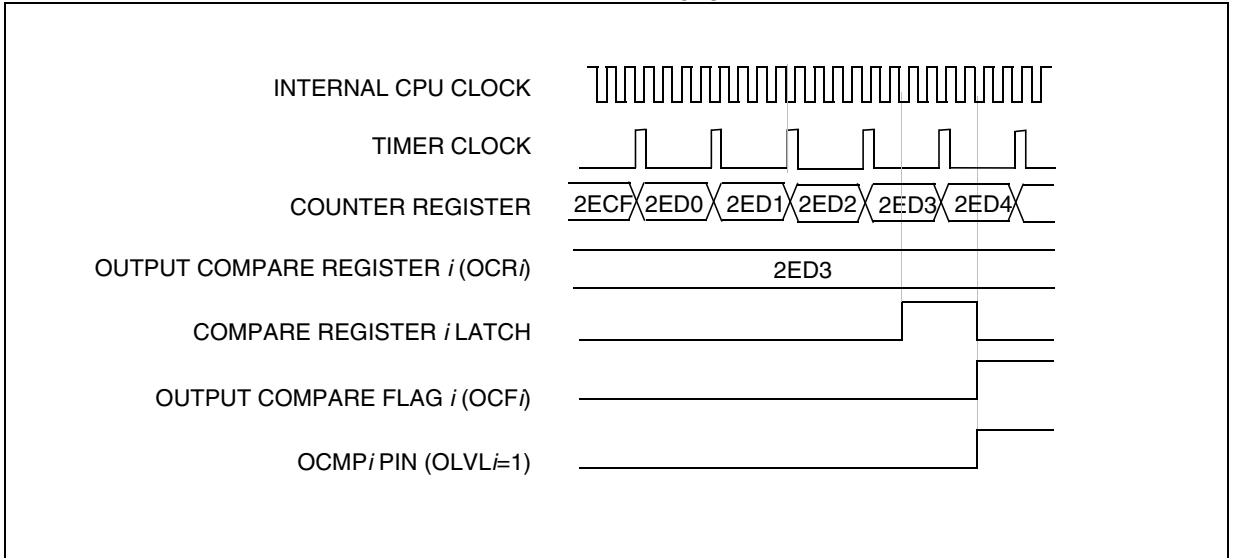 INTERNAL CPU CLOCK
TIMER CLOCK
COUNTER REGISTER 2ECF 2ED0 2ED1 2ED2 2ED3 2ED4
OUTPUT COMPARE REGISTER i (OCRi) 2ED3
COMPARE REGISTER i LATCH
OUTPUT COMPARE FLAG i (OCFi)
OCMPi PIN (OLVLi=1)